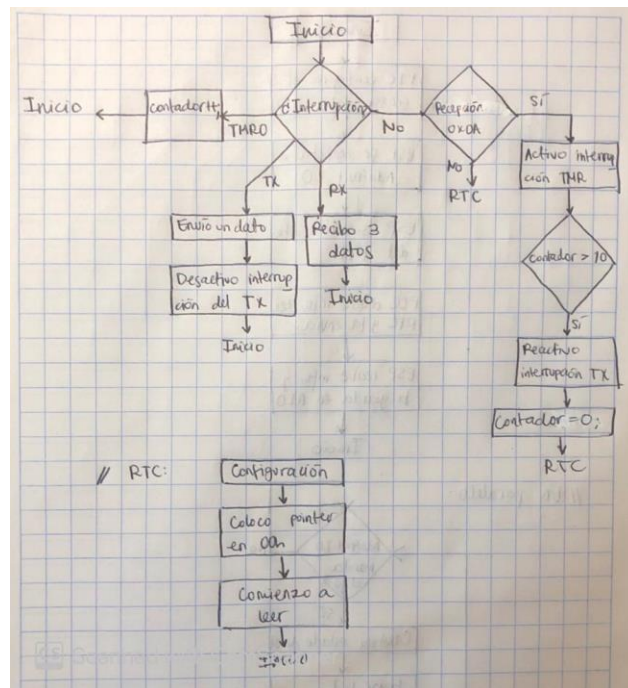 Inicio
Inicio
contador++;
TMR0
¿Interrupción?
No
Recepción
0x0A
Sí
No
RTC
Activo interrup
ción TMR
TX
RX
Envío un dato
Recibo 3
datos
Contador > 10
Desactivo interrup
ción del TX
Inicio
Inicio
Sí
Reactivo
interrupción TX
Contador = 0;
RTC
// RTC:
Configuración
Coloco pointer
en 00h
Comienzo a
leer
Inicio